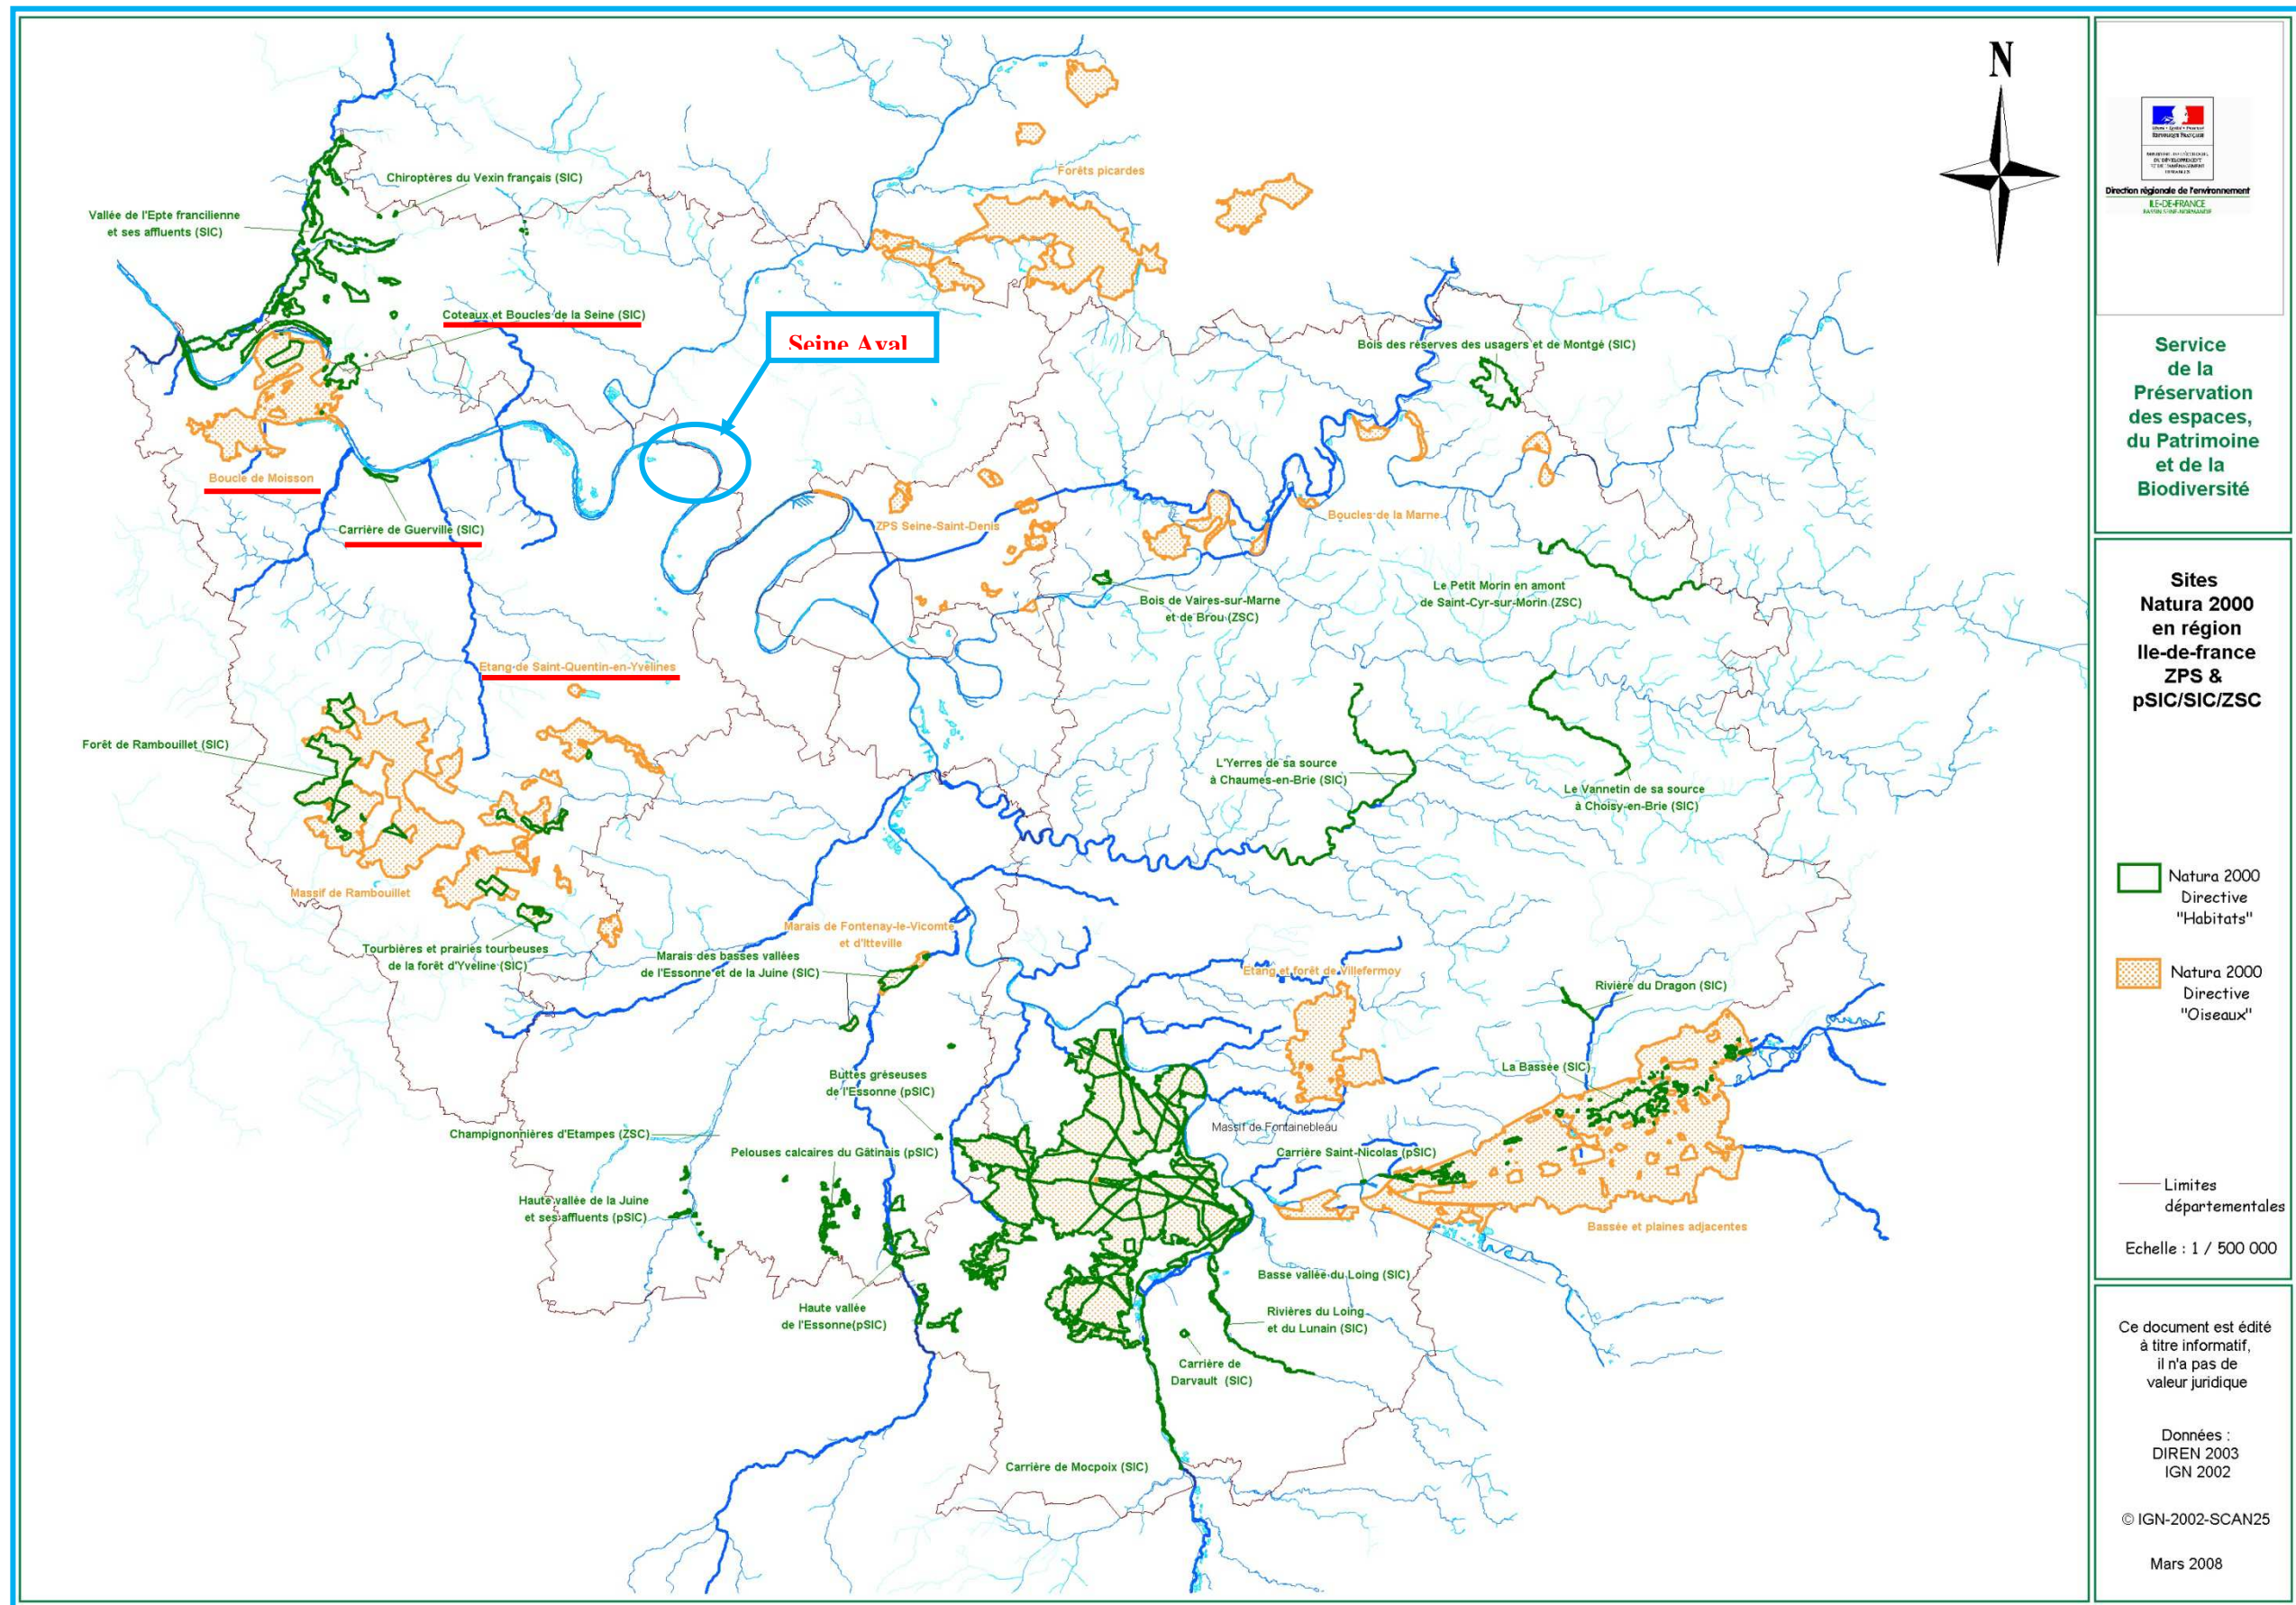 N
Forêts picardes
Chiroptères du Vexin français (SIC)
Vallée de l'Epte francilienne
et ses affluents (SIC)
Coteaux et Boucles de la Seine (SIC)
Seine Aval
Bois des réserves des usagers et de Montgé (SIC)
Boucle de Moisson
Carrière de Guerville (SIC)
ZPS Seine-Saint-Denis
Boucles de la Marne
Le Petit Morin en amont
de Saint-Cyr-sur-Morin (ZSC)
Bois de Vaires-sur-Marne
et de Brou (ZSC)
Etang de Saint-Quentin-en-Yvelines
Forêt de Rambouillet (SIC)
L'Yerres de sa source
à Chaumes-en-Brie (SIC)
Le Vannetin de sa source
à Choisy-en-Brie (SIC)
Massif de Rambouillet
Tourbières et prairies tourbeuses
de la forêt d'Yveline (SIC)
Marais de Fontenay-le-Vicomte
et d'Itteville
Marais des basses vallées
de l'Essonne et de la Juine (SIC)
Etang et forêt de Villefermoy
Rivière du Dragon (SIC)
La Bassée (SIC)
Buttes gréseuses
de l'Essonne (pSIC)
Champignonnières d'Etampes (ZSC)
Massif de Fontainebleau
Pelouses calcaires du Gâtinais (pSIC)
Carrière Saint-Nicolas (pSIC)
Haute vallée de la Juine
et ses affluents (pSIC)
Bassée et plaines adjacentes
Basse vallée du Loing (SIC)
Haute vallée
de l'Essonne(pSIC)
Rivières du Loing
et du Lunain (SIC)
Carrière de
Darvault (SIC)
Carrière de Mocpoix (SIC)
Direction régionale de l'environnement
ILE-DE-FRANCE
BASSIN SEINE-NORMANDIE
Service
de la
Préservation
des espaces,
du Patrimoine
et de la
Biodiversité
Sites
Natura 2000
en région
Ile-de-france
ZPS &
pSIC/SIC/ZSC
Natura 2000
Directive
"Habitats"
Natura 2000
Directive
"Oiseaux"
Limites
départementales
Echelle : 1 / 500 000
Ce document est édité
à titre informatif,
il n'a pas de
valeur juridique
Données :
DIREN 2003
IGN 2002
© IGN-2002-SCAN25
Mars 2008